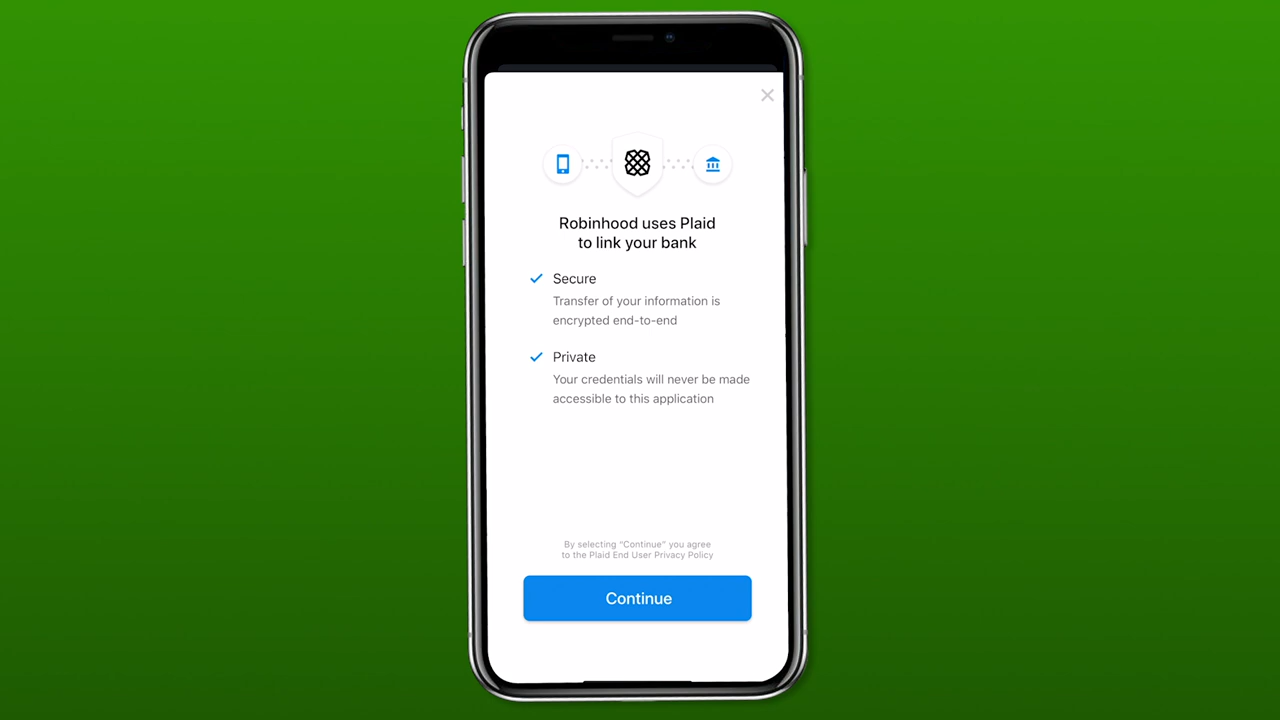 Robinhood uses Plaid
to link your bank
Secure
Transfer of your information is
encrypted end-to-end
Private
Your credentials will never be made
accessible to this application
By selecting “Continue” you agree
to the Plaid End User Privacy Policy
Continue